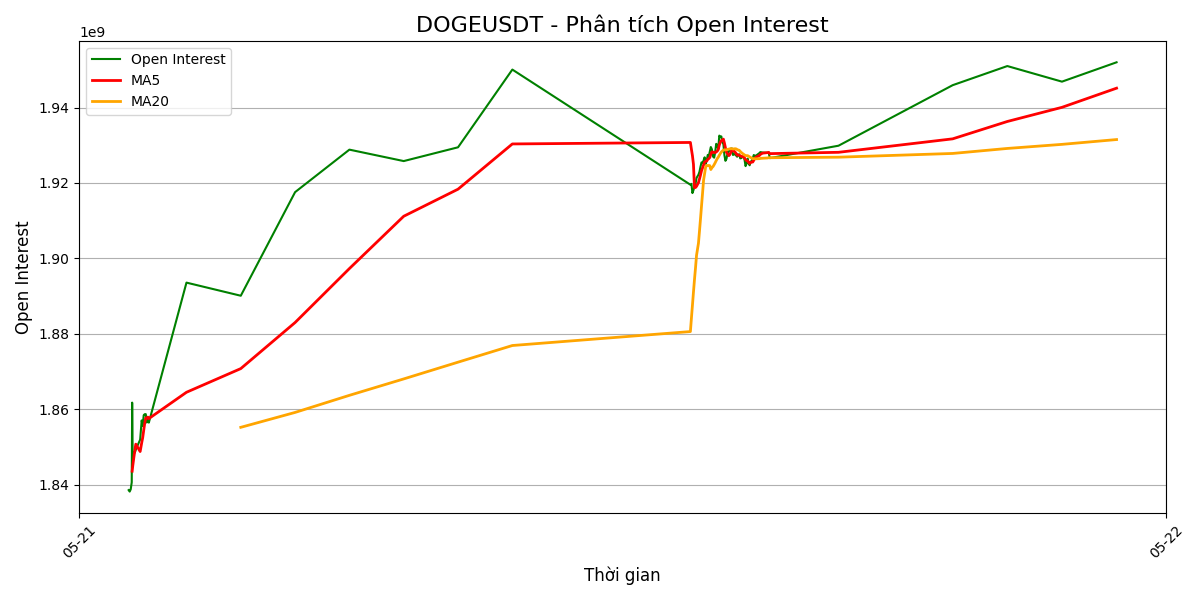 DOGEUSDT - Phân tích Open Interest
1e9
Open Interest
MA5
MA20
1.94
1.92
1.90
1.88
1.86
1.84
Open Interest
05-21
05-22
Thời gian